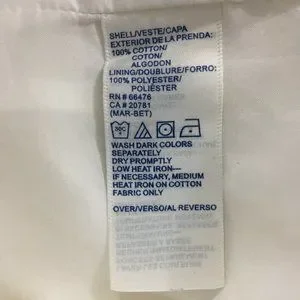 SHELL/VESTE/CAPA
EXTERIOR DE LA PRENDA:
100% COTTON/
COTON/
ALGODON
LINING/DOUBLURE/FORRO:
100% POLYESTER/
POLIÉSTER
RN # 66476
CA # 20781
(MAR-BET)
30C
WASH DARK COLORS
SEPARATELY
DRY PROMPTLY
LOW HEAT IRON—
IF NECESSARY, MEDIUM
HEAT IRON ON COTTON
FABRIC ONLY
OVER/VERSO/AL REVERSO